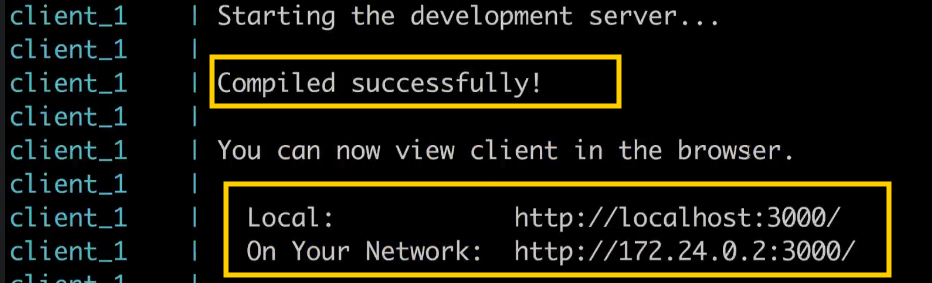 client_1 | Starting the development server...
client_1 |
client_1 | Compiled successfully!
client_1 |
client_1 | You can now view client in the browser.
client_1 |
client_1 | Local: http://localhost:3000/
client_1 | On Your Network: http://172.24.0.2:3000/